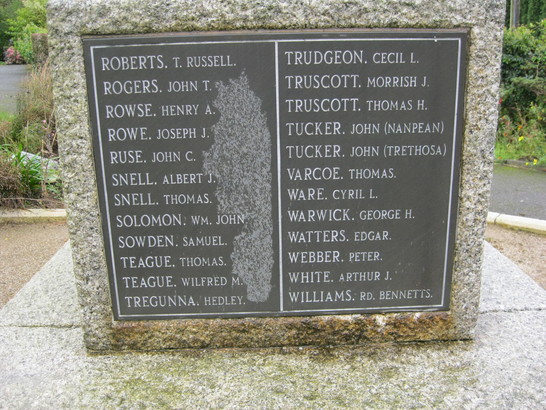 ROBERTS. T. RUSSELL.
ROGERS. JOHN T.
ROWSE. HENRY A.
ROWE. JOSEPH J.
RUSE. JOHN C.
SNELL. ALBERT J.
SNELL. THOMAS.
SOLOMON. WM. JOHN
SOWDEN. SAMUEL.
TEAGUE. THOMAS.
TEAGUE. WILFRED M.
TREGUNNA. HEDLEY.
TRUDGEON. CECIL L.
TRUSCOTT. MORRISH J.
TRUSCOTT. THOMAS H.
TUCKER. JOHN (NANPEAN)
TUCKER. JOHN (TRETHOSA)
VARCOE. THOMAS.
WARE. CYRIL L.
WARWICK. GEORGE H.
WATTERS. EDGAR.
WEBBER. PETER.
WHITE. ARTHUR J.
WILLIAMS. RD. BENNETTS.